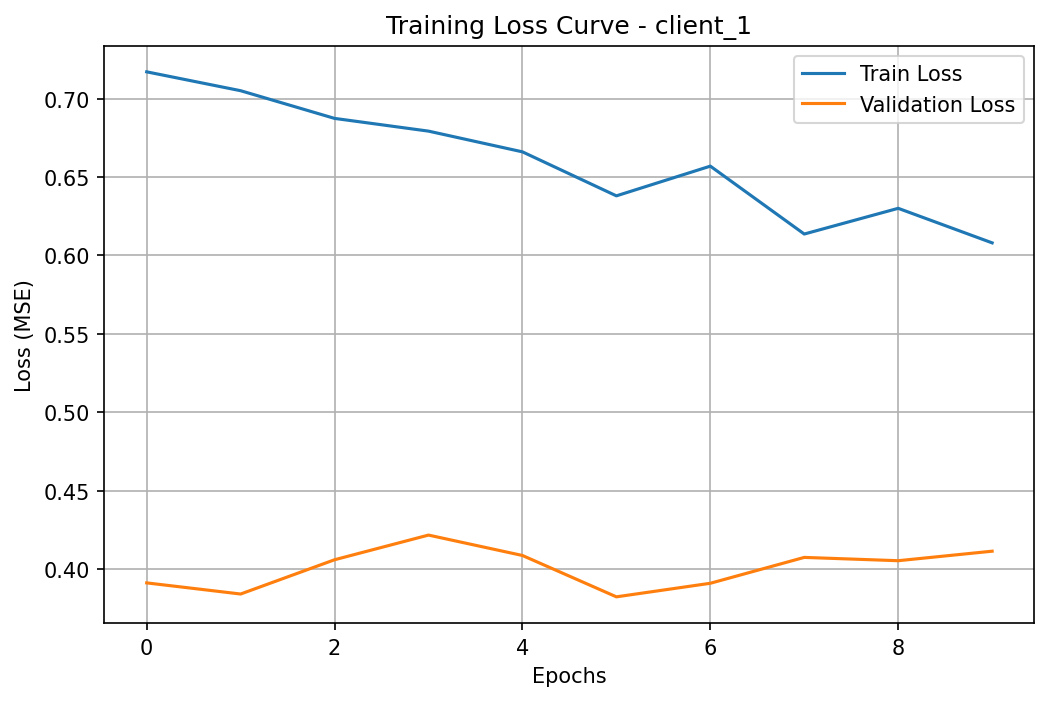 Training Loss Curve - client_1
Train Loss
Validation Loss
0.70
0.65
0.60
0.55
0.50
0.45
0.40
Loss (MSE)
0 2 4 6 8
Epochs